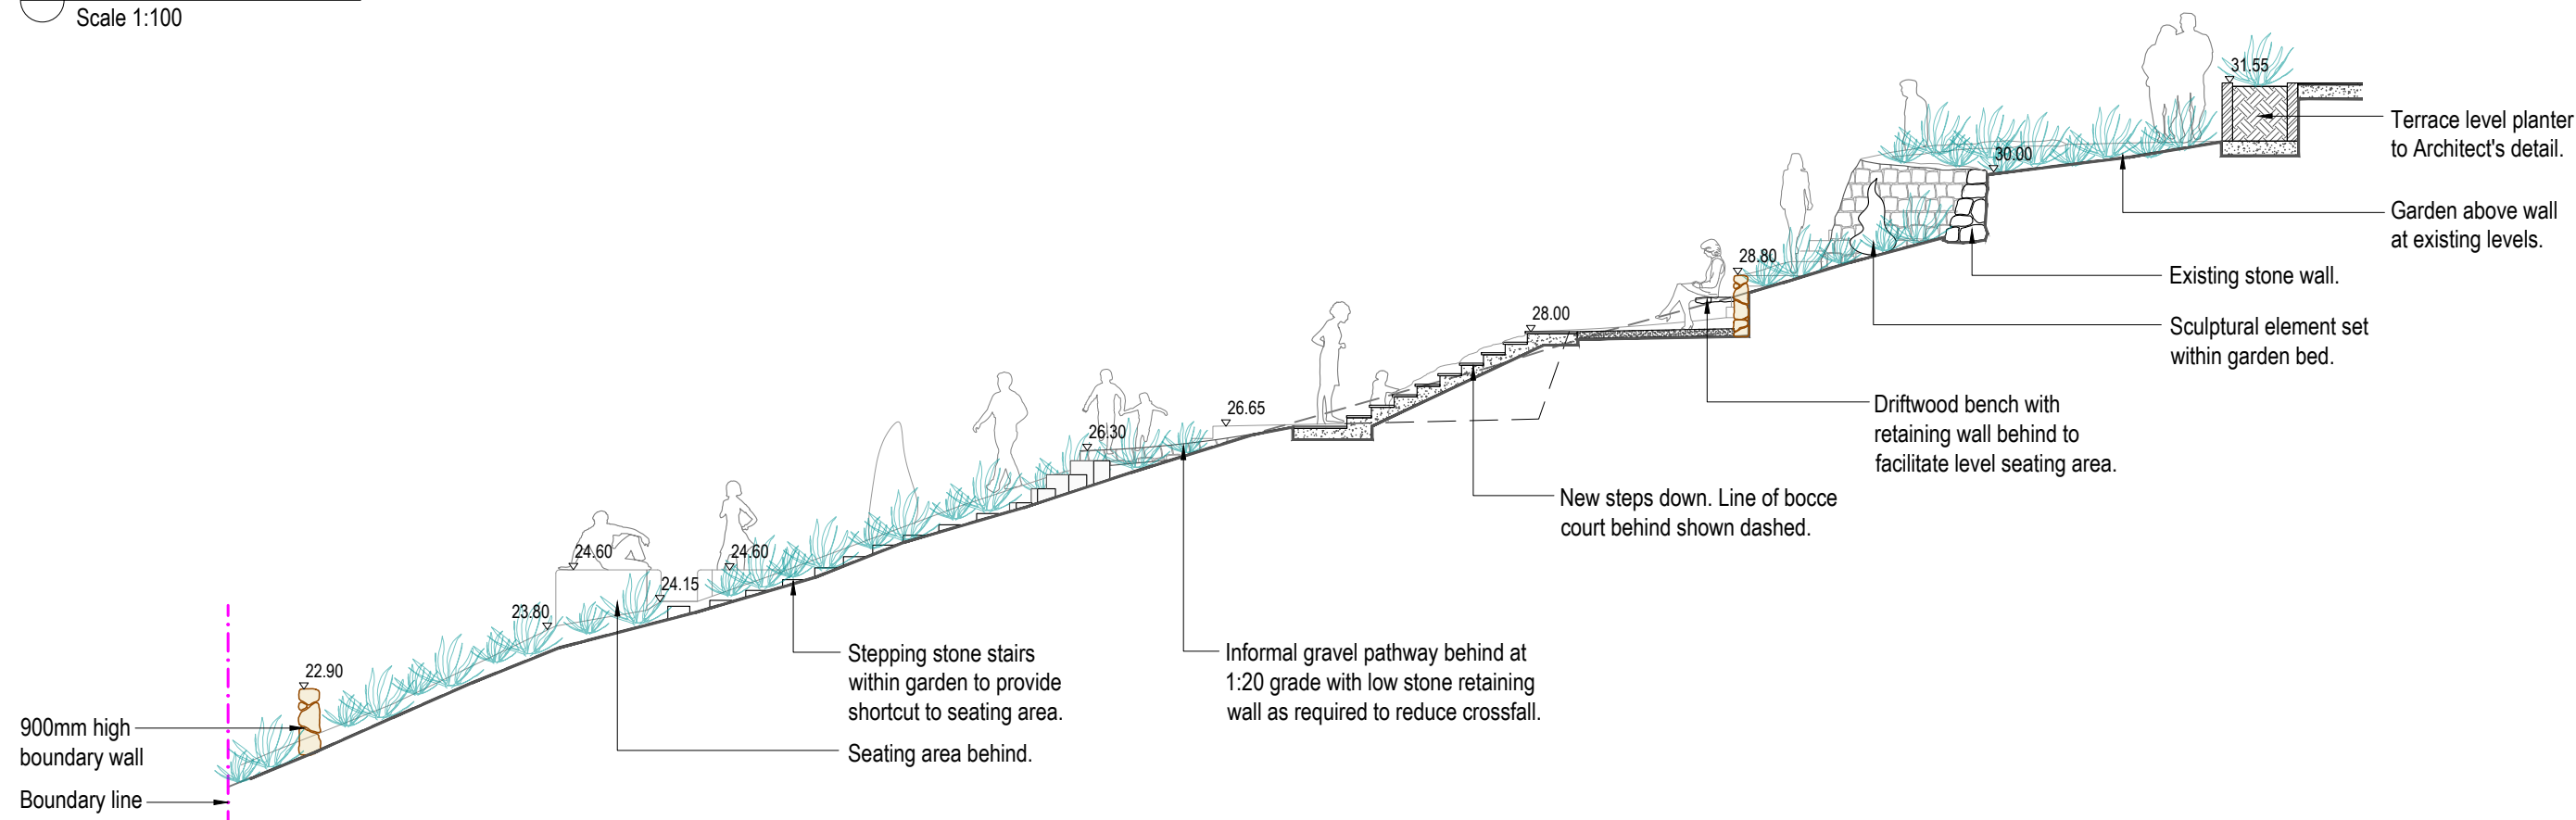 Scale 1:100
31.55
Terrace level planter
to Architect's detail.
30.00
Garden above wall
at existing levels.
28.80
Existing stone wall.
28.00
Sculptural element set
within garden bed.
26.65
Driftwood bench with
retaining wall behind to
facilitate level seating area.
26.30
New steps down. Line of bocce
court behind shown dashed.
24.60
24.60
24.15
23.80
Stepping stone stairs
within garden to provide
shortcut to seating area.
Informal gravel pathway behind at
1:20 grade with low stone retaining
wall as required to reduce crossfall.
22.90
900mm high
boundary wall
Seating area behind.
Boundary line